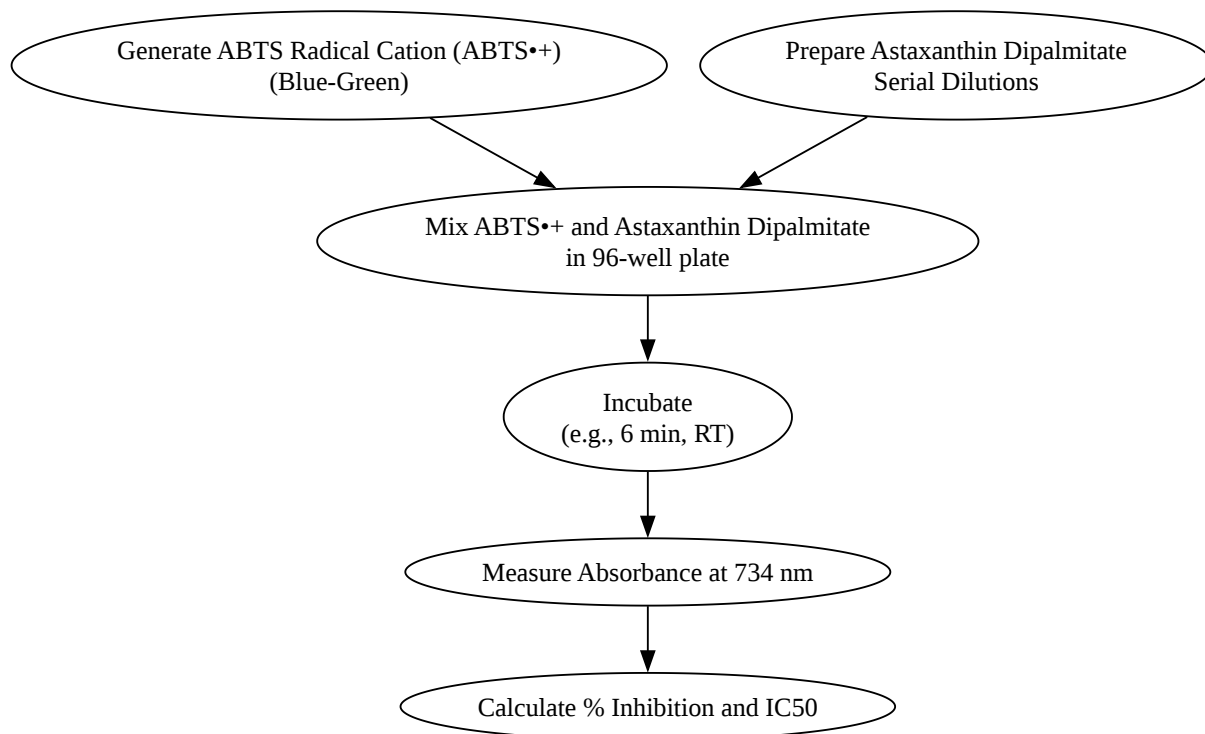 Generate ABTS Radical Cation (ABTS•+)
(Blue-Green)
Prepare Astaxanthin Dipalmitate
Serial Dilutions
Mix ABTS•+ and Astaxanthin Dipalmitate
in 96-well plate
Incubate
(e.g., 6 min, RT)
Measure Absorbance at 734 nm
Calculate % Inhibition and IC50